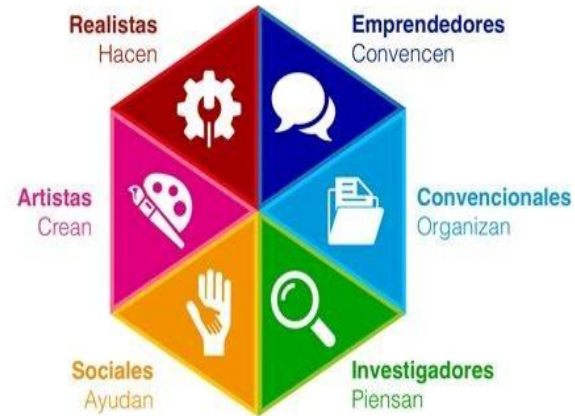 Realistas
Hacen
Emprendedores
Convencen
Artistas
Crean
Convencionales
Organizan
Sociales
Ayudan
Investigadores
Piensan